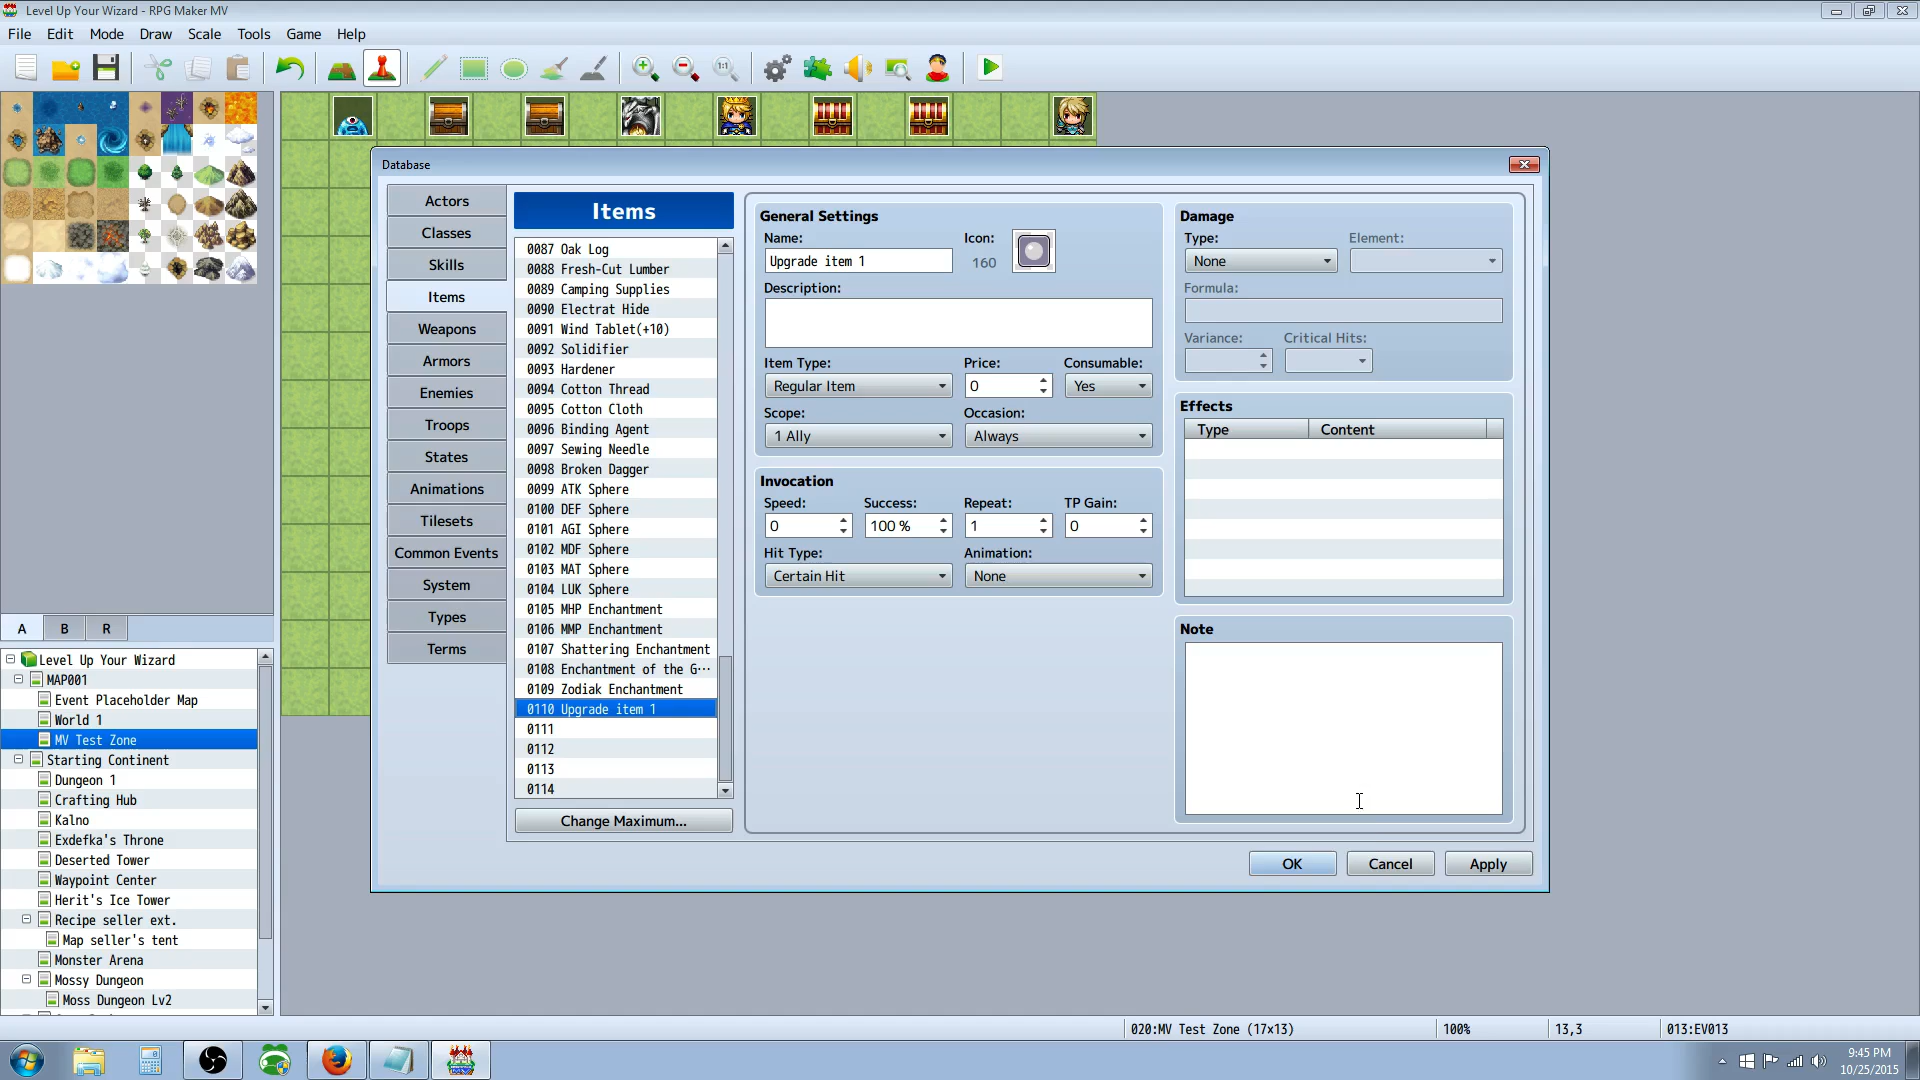 Level Up Your Wizard - RPG Maker MV
File Edit Mode Draw Scale Tools Game Help
1:1
Database
Actors
Classes
Skills
Items
Weapons
Armors
Enemies
Troops
States
Animations
Tilesets
Common Events
System
Types
Terms
Items
0087 Oak Log
0088 Fresh-Cut Lumber
0089 Camping Supplies
0090 Electrat Hide
0091 Wind Tablet(+10)
0092 Solidifier
0093 Hardener
0094 Cotton Thread
0095 Cotton Cloth
0096 Binding Agent
0097 Sewing Needle
0098 Broken Dagger
0099 ATK Sphere
0100 DEF Sphere
0101 AGI Sphere
0102 MDF Sphere
0103 MAT Sphere
0104 LUK Sphere
0105 MHP Enchantment
0106 MMP Enchantment
0107 Shattering Enchantment
0108 Enchantment of the G…
0109 Zodiak Enchantment
0110 Upgrade item 1
0111
0112
0113
0114
Change Maximum...
General Settings
Name: Icon:
Upgrade item 1 160
Description:
Item Type: Price: Consumable:
Regular Item 0 Yes
Scope: Occasion:
1 Ally Always
Invocation
Speed: Success: Repeat: TP Gain:
0 100 % 1 0
Hit Type: Animation:
Certain Hit None
Damage
Type: Element:
None
Formula:
Variance: Critical Hits:
Effects
Type Content
Note
OK Cancel Apply
A B R
Level Up Your Wizard
MAP001
Event Placeholder Map
World 1
MV Test Zone
Starting Continent
Dungeon 1
Crafting Hub
Kalno
Exdefka's Throne
Deserted Tower
Waypoint Center
Herit's Ice Tower
Recipe seller ext.
Map seller's tent
Monster Arena
Mossy Dungeon
Moss Dungeon Lv2
020:MV Test Zone (17x13) 100% 13,3 013:EV013
9:45 PM
10/25/2015